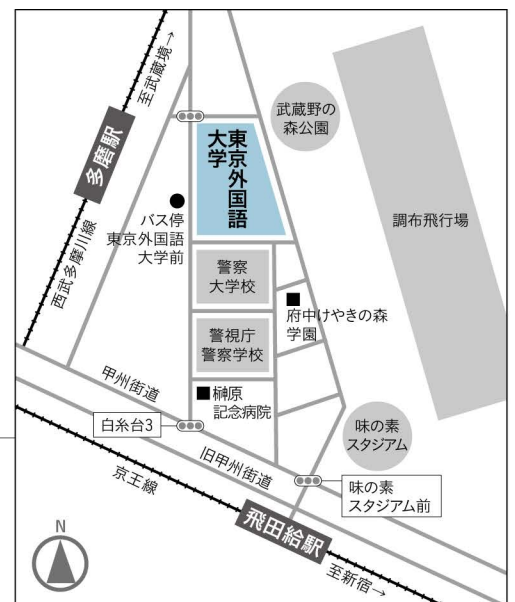 至武蔵境→
多磨駅
西武多摩川線
武蔵野の
森公園
東京外国語
大学
バス停
東京外国語
大学前
調布飛行場
警察
大学校
府中けやきの森
学園
警視庁
警察学校
甲州街道
榊原
記念病院
白糸台3
味の素
スタジアム
旧甲州街道
味の素
スタジアム前
京王線
飛田給駅
至新宿→
N